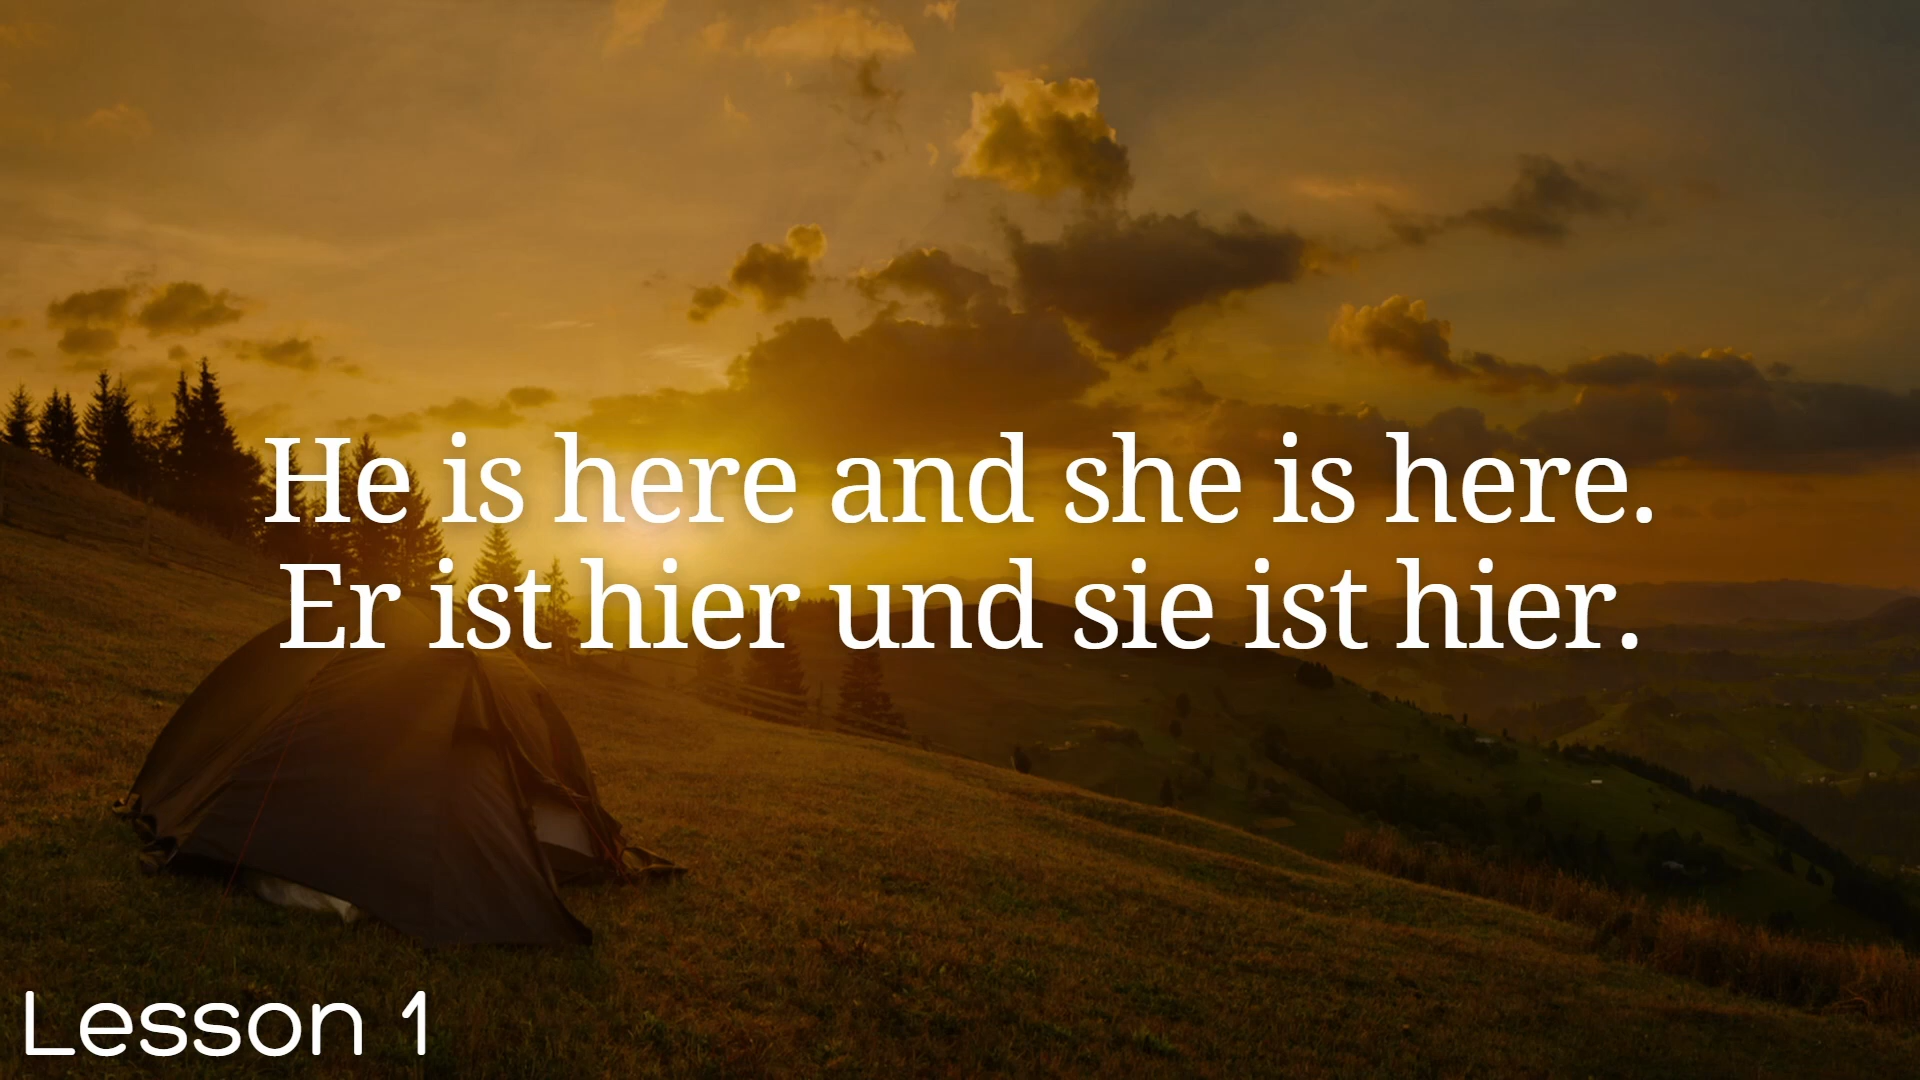 He is here and she is here.
Er ist hier und sie ist hier.
Lesson 1